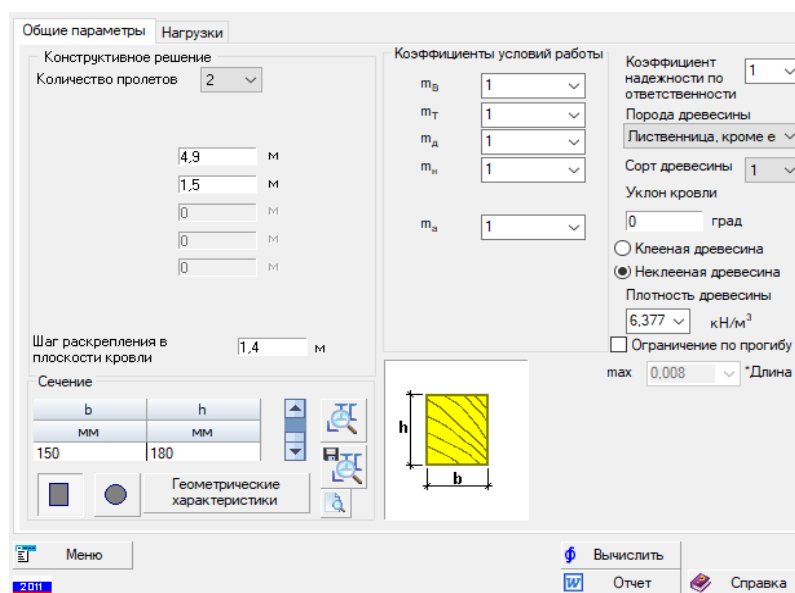 Общие параметры
Нагрузки
Конструктивное решение
Количество пролетов 2
4,9 м
1,5 м
0 м
0 м
0 м
Шаг раскрепления в
плоскости кровли
1,4 м
Сечение
b h
мм мм
150 180
Геометрические
характеристики
Коэффициенты условий работы
mВ 1
mТ 1
mд 1
mн 1
mа 1
Коэффициент
надежности по
ответственности
1
Порода древесины
Лиственница, кроме е
Сорт древесины 1
Уклон кровли
0 град
Клееная древесина
Неклееная древесина
Плотность древесины
6,377 кН/м³
Ограничение по прогибу
max 0,008 *Длина
h
b
Меню
2011
Вычислить
Отчет
Справка